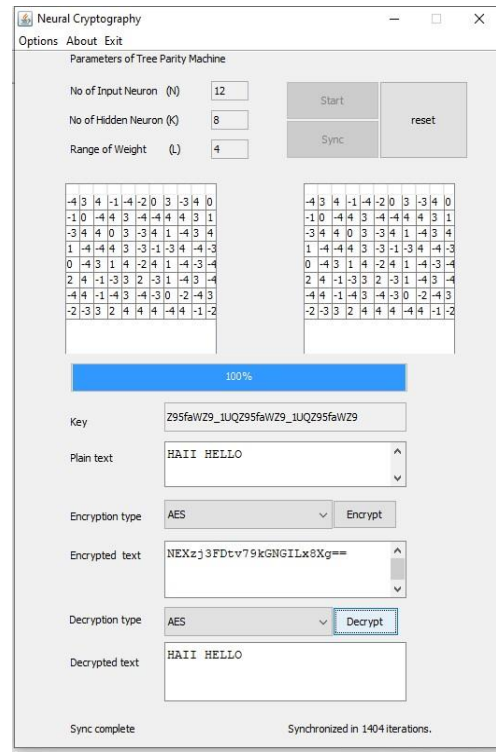 Neural Cryptography
Options About Exit
Parameters of Tree Parity Machine
No of Input Neuron (N) 12
No of Hidden Neuron (K) 8
Range of Weight (L) 4
Start
Sync
reset
-4 3 4 -1 -4 -2 0 3 -3 4 0
-1 0 -4 4 3 -4 -4 4 4 3 1
-3 4 4 0 3 -3 4 1 -4 3 4
1 -4 -4 4 3 -3 -1 -3 4 -4 -3
0 -4 3 1 4 -2 4 1 -4 -3 -4
2 4 -1 -3 3 2 -3 1 -4 3 -4
-4 4 -1 -4 3 -4 -3 0 -2 -4 3
-2 -3 3 2 4 4 4 -4 4 -1 -2
-4 3 4 -1 -4 -2 0 3 -3 4 0
-1 0 -4 4 3 -4 -4 4 4 3 1
-3 4 4 0 3 -3 4 1 -4 3 4
1 -4 -4 4 3 -3 -1 -3 4 -4 -3
0 -4 3 1 4 -2 4 1 -4 -3 -4
2 4 -1 -3 3 2 -3 1 -4 3 -4
-4 4 -1 -4 3 -4 -3 0 -2 -4 3
-2 -3 3 2 4 4 4 -4 4 -1 -2
100%
Key Z95faWZ9_1UQZ95faWZ9_1UQZ95faWZ9
Plain text HAII HELLO
Encryption type AES Encrypt
Encrypted text NEXzj3FDtv79kGNGILx8Xg==
Decryption type AES Decrypt
Decrypted text HAII HELLO
Sync complete Synchronized in 1404 iterations.